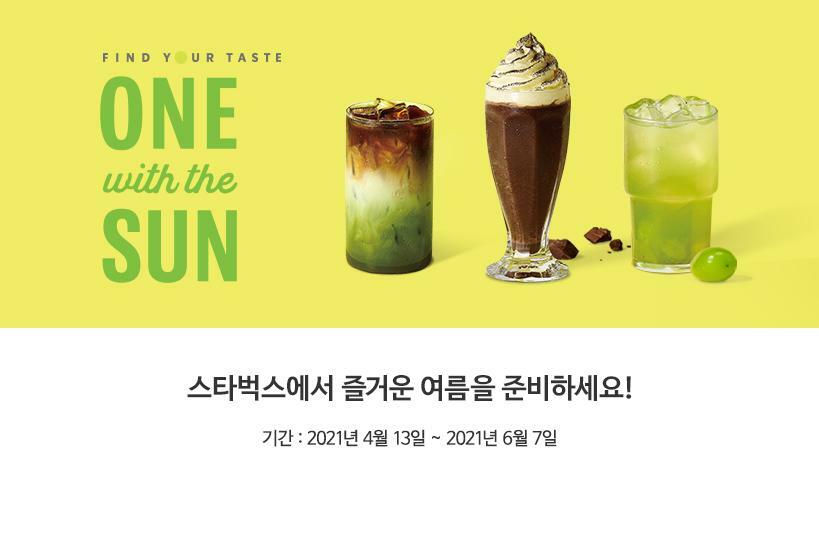 FIND YOUR TASTE
ONE
with the
SUN
스타벅스에서 즐거운 여름을 준비하세요!
기간 : 2021년 4월 13일 ~ 2021년 6월 7일